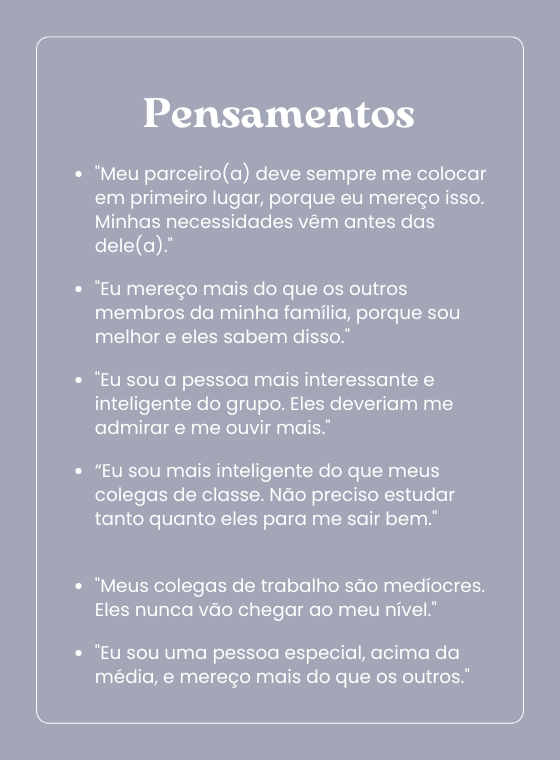 Pensamentos
• "Meu parceiro(a) deve sempre me colocar
em primeiro lugar, porque eu mereço isso.
Minhas necessidades vêm antes das
dele(a)."
• "Eu mereço mais do que os outros
membros da minha família, porque sou
melhor e eles sabem disso."
• "Eu sou a pessoa mais interessante e
inteligente do grupo. Eles deveriam me
admirar e me ouvir mais."
• “Eu sou mais inteligente do que meus
colegas de classe. Não preciso estudar
tanto quanto eles para me sair bem."
• "Meus colegas de trabalho são medíocres.
Eles nunca vão chegar ao meu nível."
• "Eu sou uma pessoa especial, acima da
média, e mereço mais do que os outros."